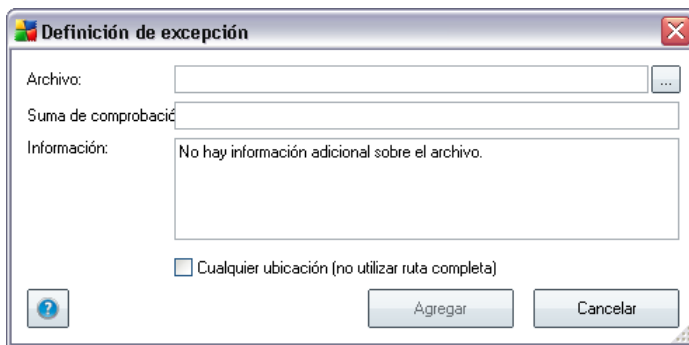 Definición de excepción
Archivo:
...
Suma de comprobació
Información:
No hay información adicional sobre el archivo.
Cualquier ubicación (no utilizar ruta completa)
?
Agregar
Cancelar